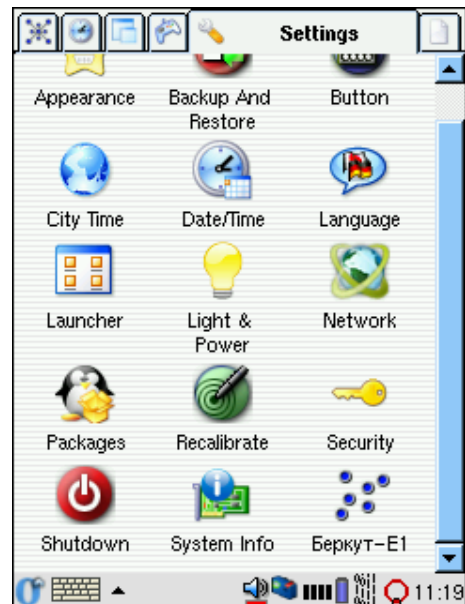 Settings
Appearance
Backup And
Restore
Button
City Time
Date/Time
Language
Launcher
Light &
Power
Network
Packages
Recalibrate
Security
Shutdown
System Info
Беркут-Е1
11:19